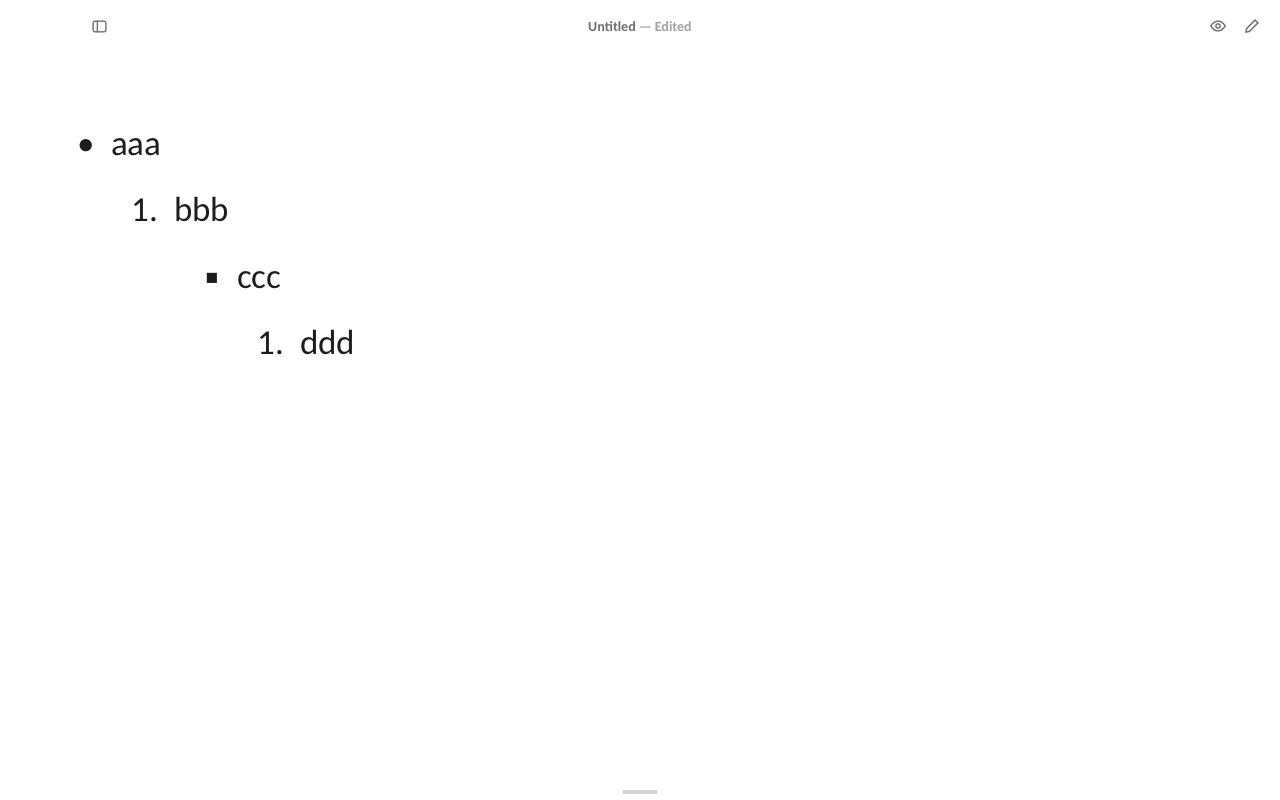 Untitled — Edited
• aaa
1. bbb
▪ ccc
1. ddd